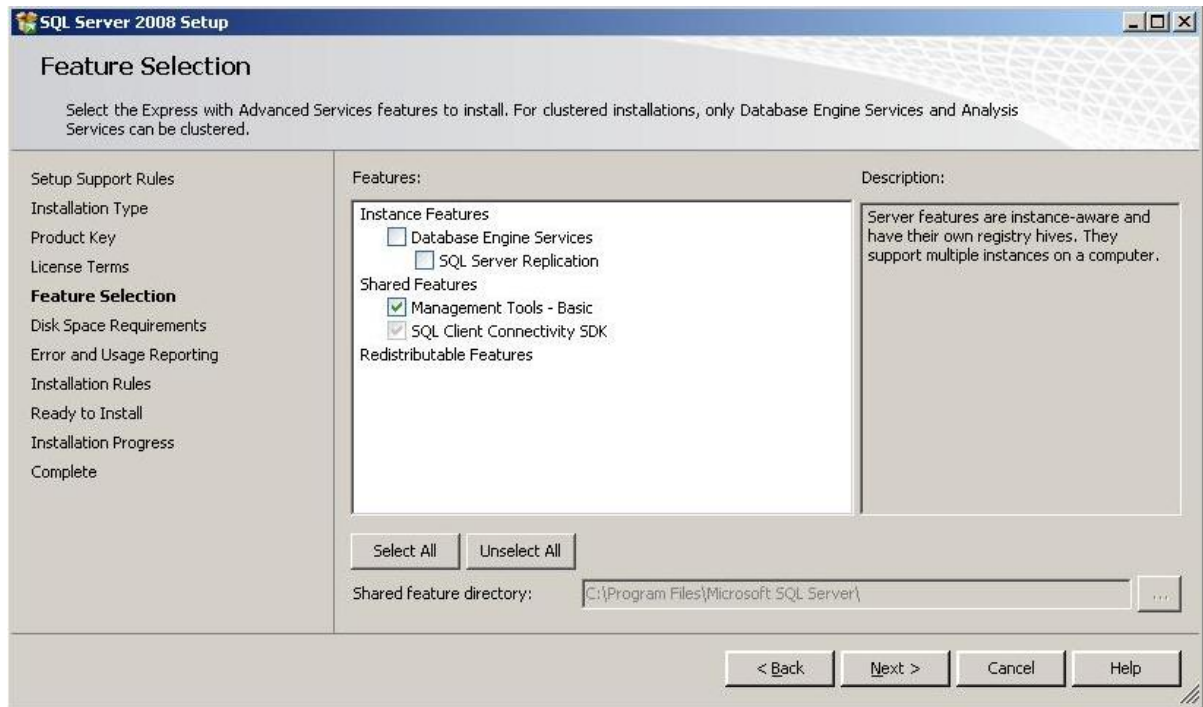 SQL Server 2008 Setup
Feature Selection
Select the Express with Advanced Services features to install. For clustered installations, only Database Engine Services and Analysis
Services can be clustered.
Setup Support Rules
Installation Type
Product Key
License Terms
Feature Selection
Disk Space Requirements
Error and Usage Reporting
Installation Rules
Ready to Install
Installation Progress
Complete
Features:
Instance Features
Database Engine Services
SQL Server Replication
Shared Features
Management Tools - Basic
SQL Client Connectivity SDK
Redistributable Features
Description:
Server features are instance-aware and
have their own registry hives. They
support multiple instances on a computer.
Select All
Unselect All
Shared feature directory:
C:\Program Files\Microsoft SQL Server\
...
< Back
Next >
Cancel
Help